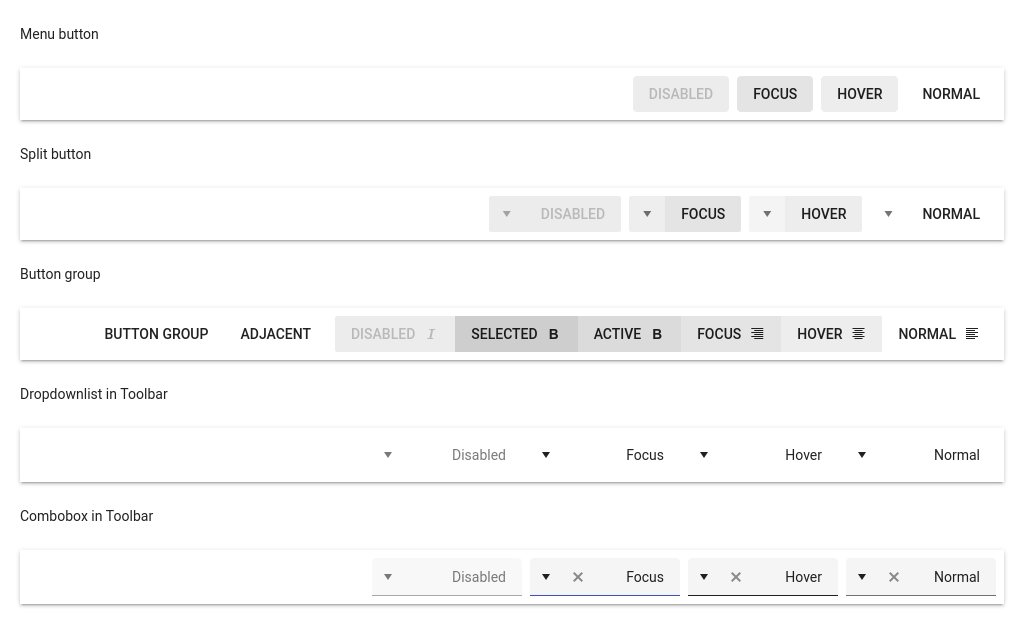 Menu button
DISABLED FOCUS HOVER NORMAL
Split button
DISABLED FOCUS HOVER NORMAL
Button group
BUTTON GROUP ADJACENT DISABLED SELECTED ACTIVE FOCUS HOVER NORMAL
Dropdownlist in Toolbar
Disabled Focus Hover Normal
Combobox in Toolbar
Disabled Focus Hover Normal